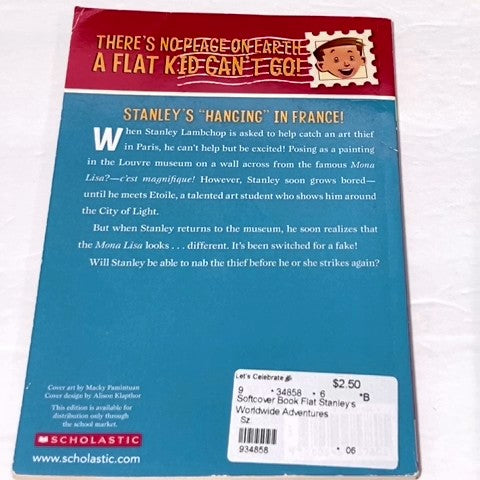 THERE'S NO PLACE ON EARTH
A FLAT KID CAN'T GO!
STANLEY'S "HANGING" IN FRANCE!
When Stanley Lambchop is asked to help catch an art thief
in Paris, he can't help but be excited! Posing as a painting
in the Louvre museum on a wall across from the famous Mona
Lisa?—c'est magnifique! However, Stanley soon grows bored—
until he meets Etoile, a talented art student who shows him around
the City of Light.
But when Stanley returns to the museum, he soon realizes that
the Mona Lisa looks . . . different. It's been switched for a fake!
Will Stanley be able to nab the thief before he or she strikes again?
Cover art by Macky Pamintuan
Cover design by Alison Klapthor
This edition is available for
distribution only through
the school market.
SCHOLASTIC
www.scholastic.com
Let's Celebrate
$2.50
9 · 34858 · 6 *B
Softcover Book Flat Stanley's
Worldwide Adventures
Sz
934858 · 06